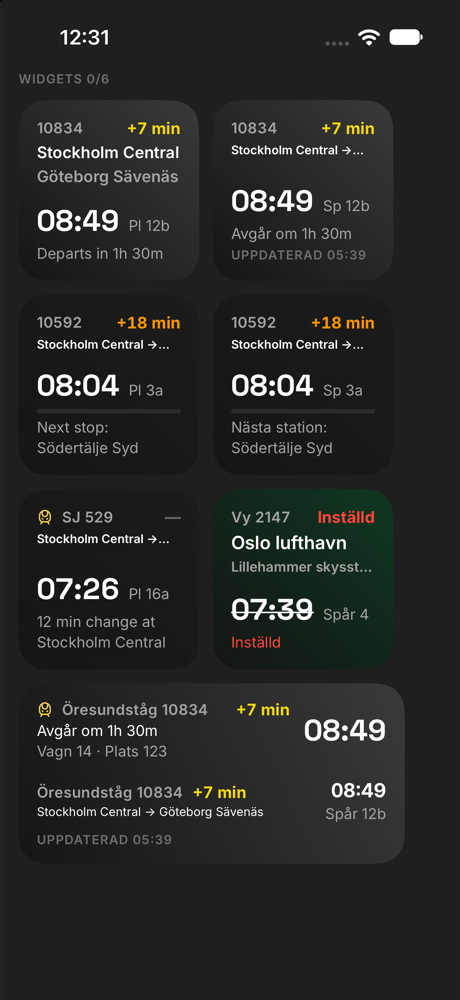 12:31
WIDGETS 0/6
10834 +7 min
Stockholm Central
Göteborg Sävenäs
08:49 Pl 12b
Departs in 1h 30m
10834 +7 min
Stockholm Central →...
08:49 Sp 12b
Avgår om 1h 30m
UPPDATERAD 05:39
10592 +18 min
Stockholm Central →...
08:04 Pl 3a
Next stop:
Södertälje Syd
10592 +18 min
Stockholm Central →...
08:04 Sp 3a
Nästa station:
Södertälje Syd
SJ 529 —
Stockholm Central →...
07:26 Pl 16a
12 min change at
Stockholm Central
Vy 2147 Inställd
Oslo lufthavn
Lillehammer skysst...
07:39 Spår 4
Inställd
Öresundståg 10834 +7 min 08:49
Avgår om 1h 30m
Vagn 14 · Plats 123
Öresundståg 10834 +7 min 08:49
Stockholm Central → Göteborg Sävenäs Spår 12b
UPPDATERAD 05:39